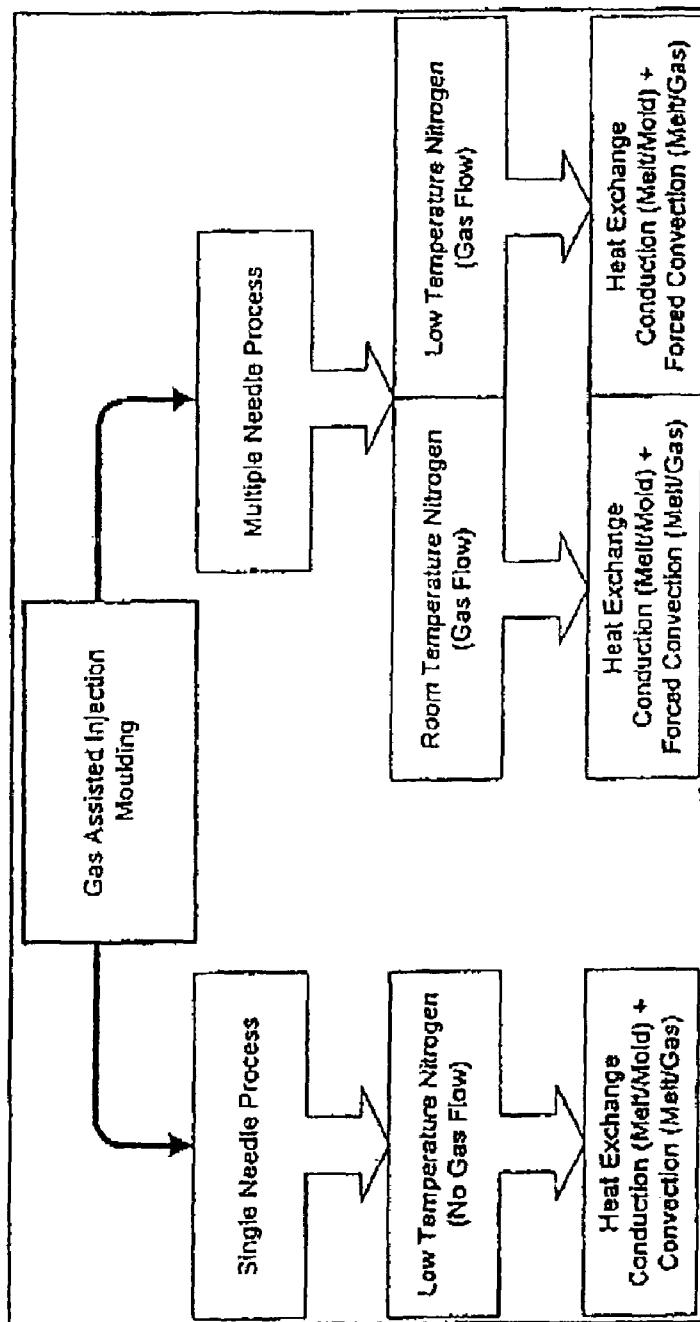 Gas Assisted Injection
Moulding
Single Needle Process
Multiple Needle Process
Low Temperature Nitrogen
(No Gas Flow)
Room Temperature Nitrogen
(Gas Flow)
Low Temperature Nitrogen
(Gas Flow)
Heat Exchange
Conduction (Melt/Mold) +
Convection (Melt/Gas)
Heat Exchange
Conduction (Melt/Mold) +
Forced Convection (Melt/Gas)
Heat Exchange
Conduction (Melt/Mold) +
Forced Convection (Melt/Gas)